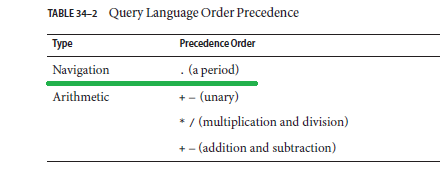 TABLE 34–2 Query Language Order Precedence
Type Precedence Order
Navigation . (a period)
Arithmetic + – (unary)
* / (multiplication and division)
+ – (addition and subtraction)